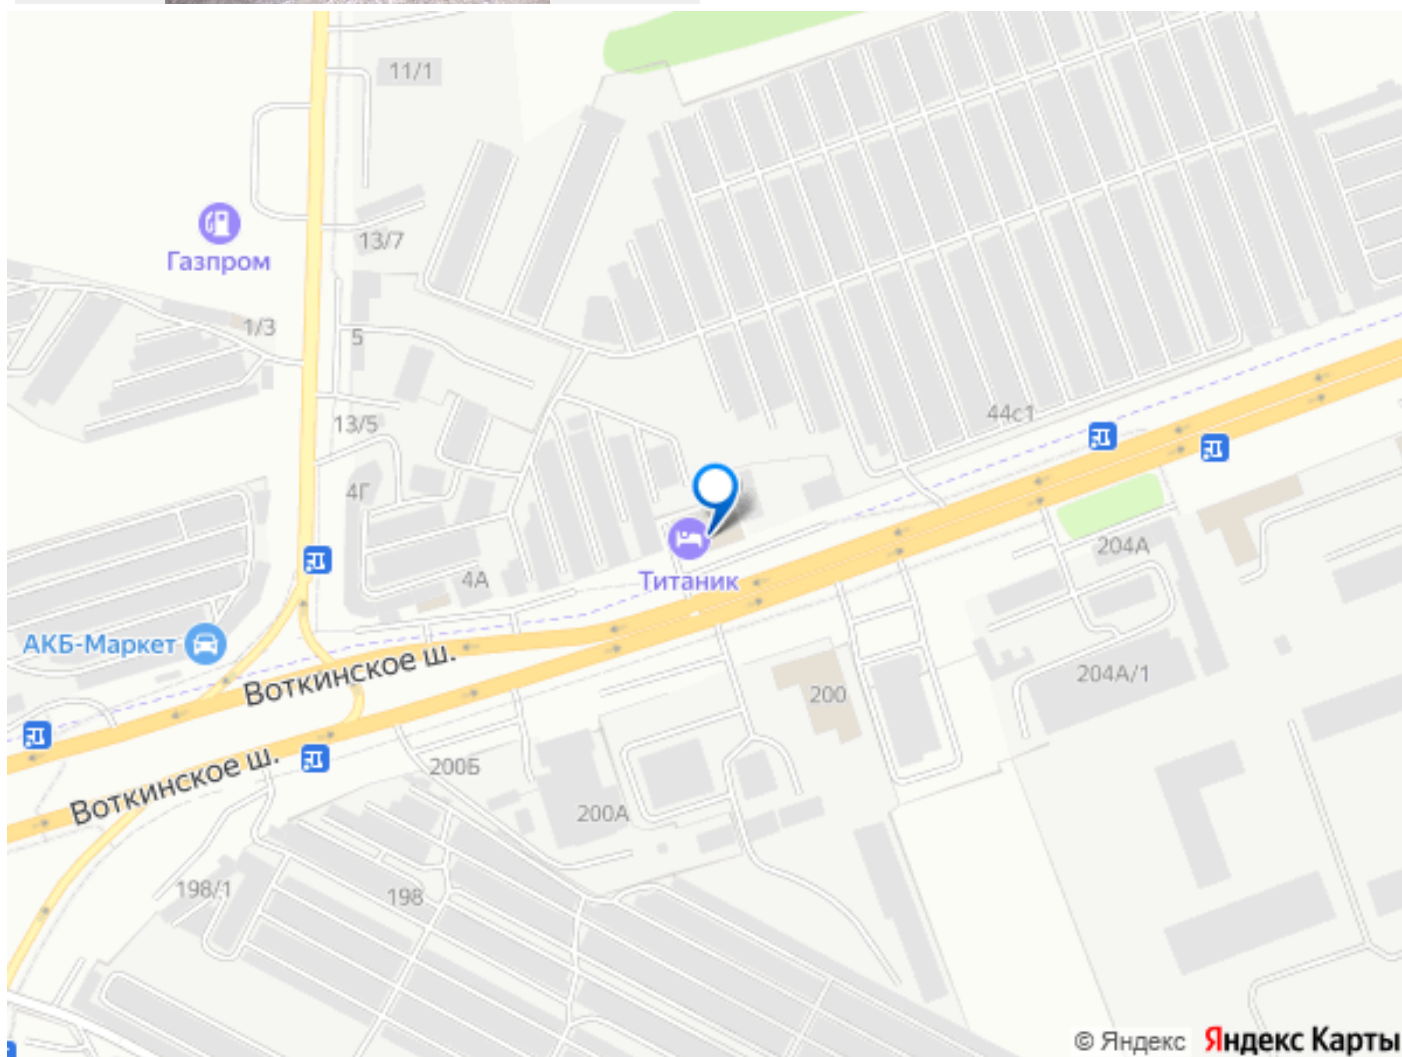 11/1
13/7
Газпром
1/3
5
13/5
44с1
4Г
204А
4А
Титаник
АКБ-Маркет
Воткинское ш.
204А/1
200
Воткинское ш.
200Б
200А
198/1
198
© Яндекс Яндекс Карты